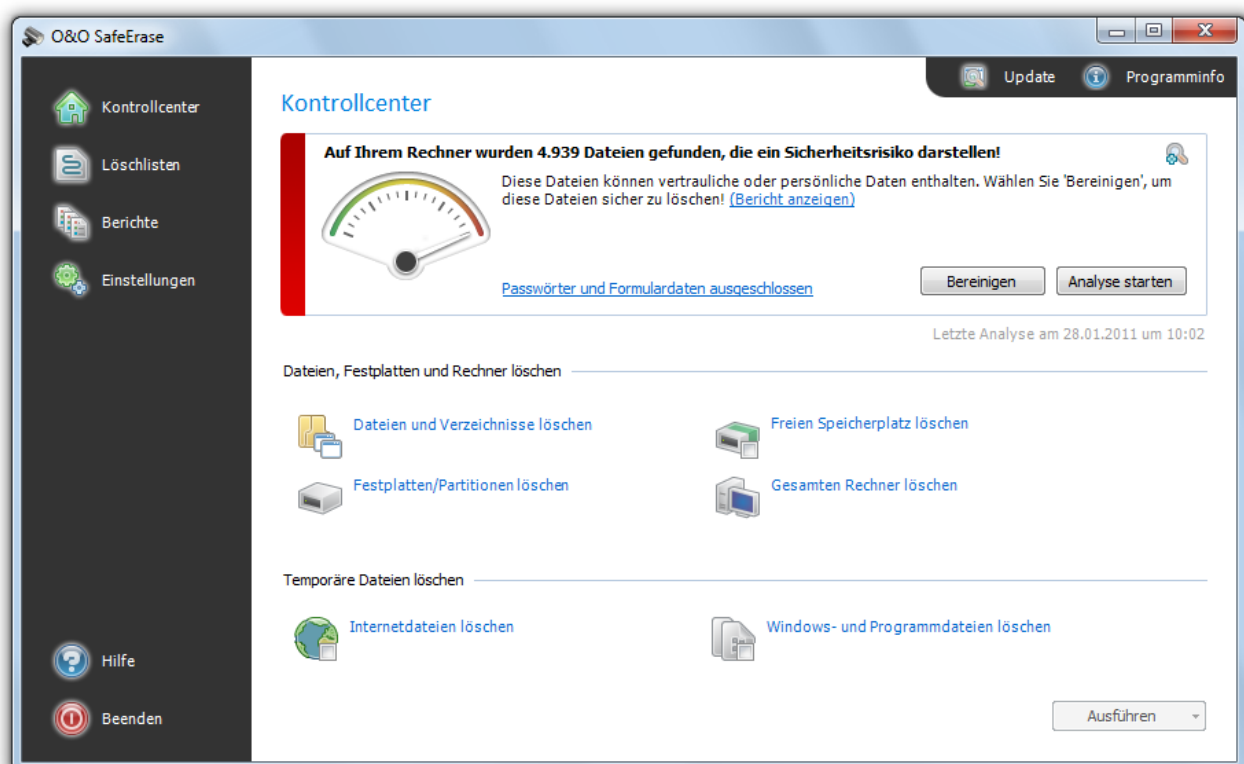 O&O SafeErase
Update
Programminfo
Kontrollcenter
Löschlisten
Berichte
Einstellungen
Hilfe
Beenden
Kontrollcenter
Auf Ihrem Rechner wurden 4.939 Dateien gefunden, die ein Sicherheitsrisiko darstellen!
Diese Dateien können vertrauliche oder persönliche Daten enthalten. Wählen Sie 'Bereinigen', um
diese Dateien sicher zu löschen! (Bericht anzeigen)
Passwörter und Formulardaten ausgeschlossen
Bereinigen
Analyse starten
Letzte Analyse am 28.01.2011 um 10:02
Dateien, Festplatten und Rechner löschen
Dateien und Verzeichnisse löschen
Freien Speicherplatz löschen
Festplatten/Partitionen löschen
Gesamten Rechner löschen
Temporäre Dateien löschen
Internetdateien löschen
Windows- und Programmdateien löschen
Ausführen